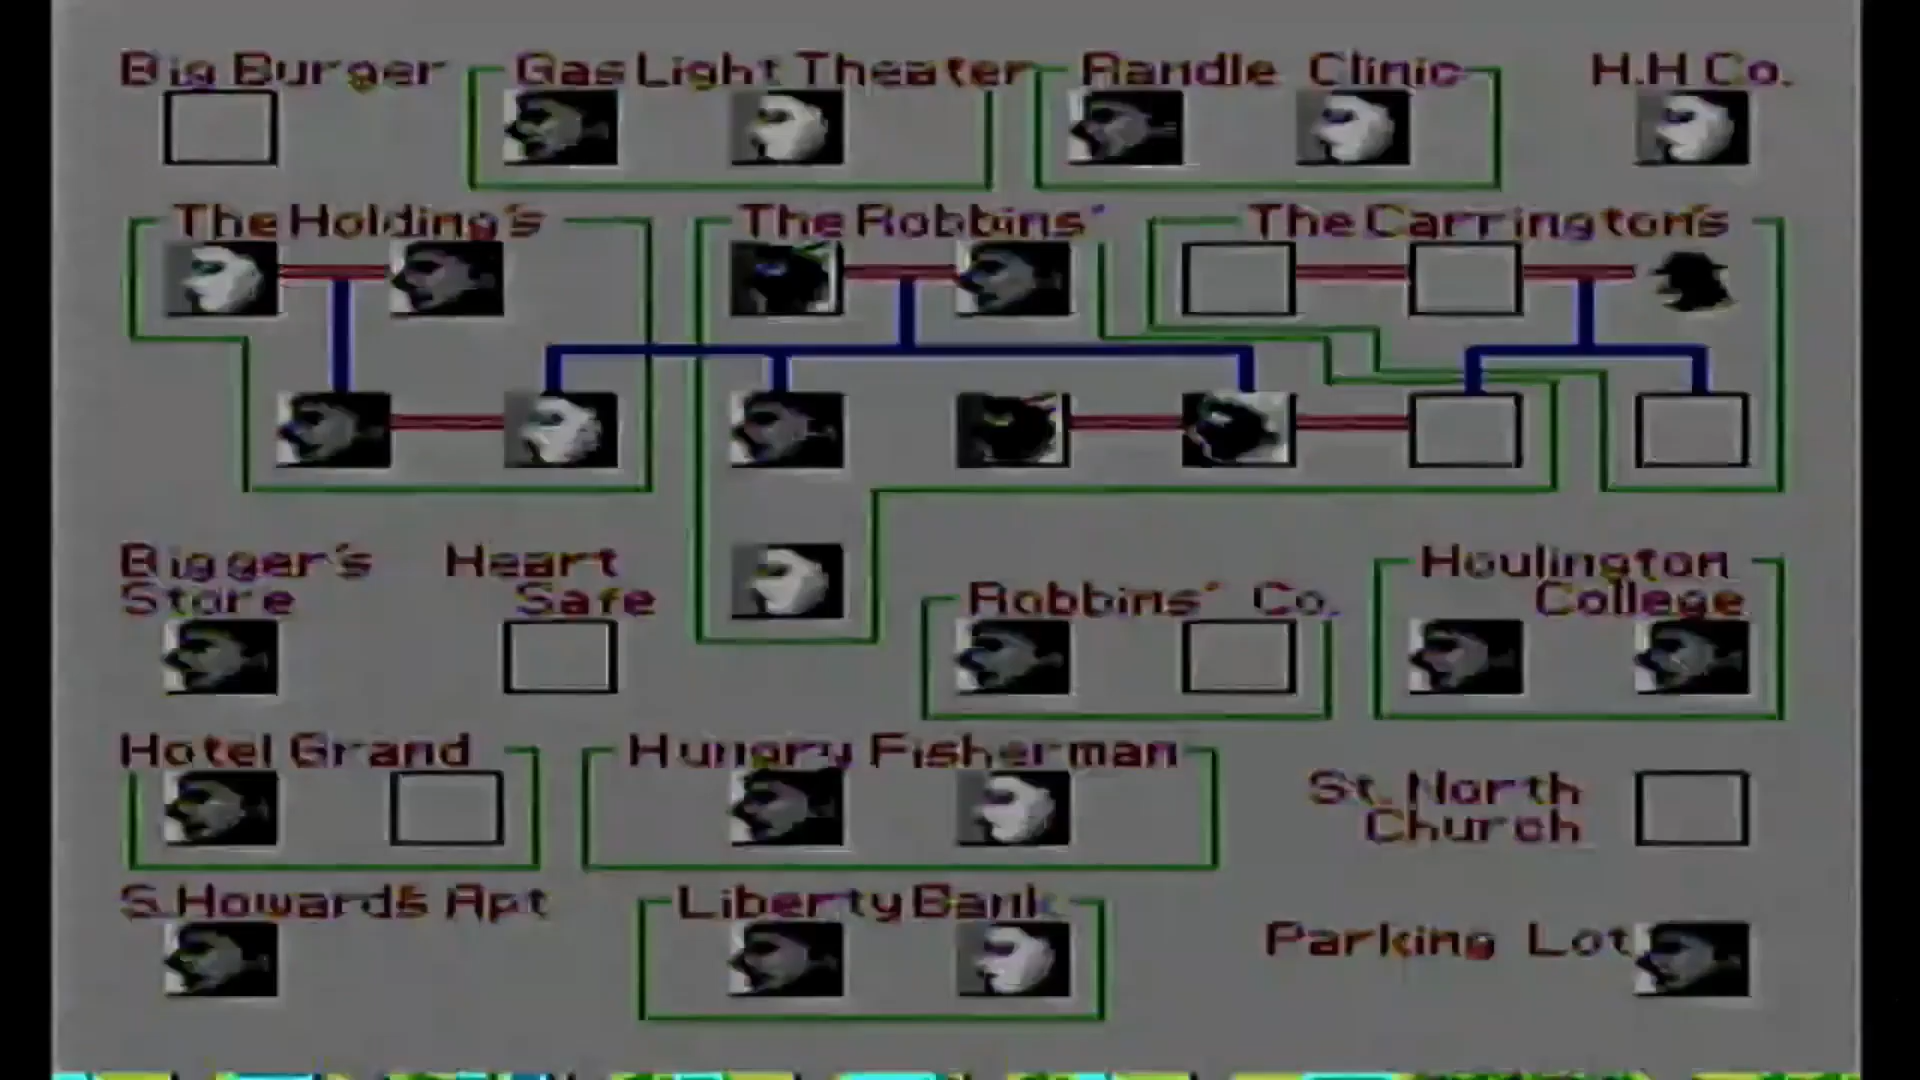 Big Burger
Gas Light Theater
Randle Clinic
H.H Co.
The Holding's
The Robbins'
The Carrington's
Bigger's
Store
Heart
Safe
Robbins' Co.
Houlington
College
Hotel Grand
Hungry Fisherman
St. North
Church
S.Howard's Apt
Liberty Bank
Parking Lot